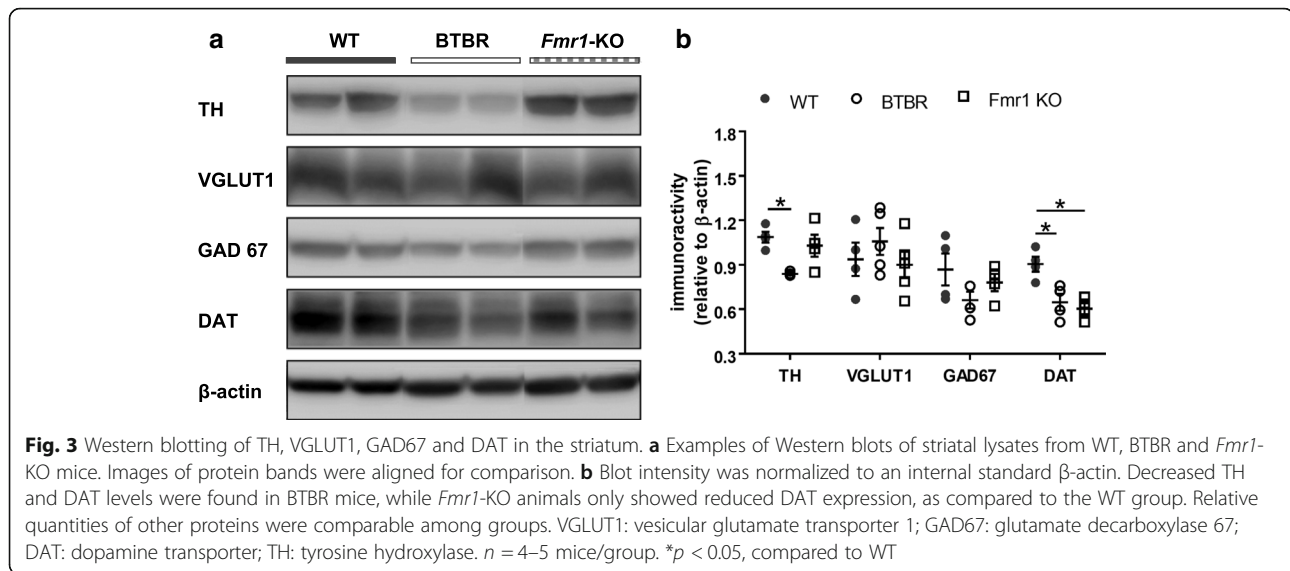 a
WT BTBR Fmr1-KO
TH
VGLUT1
GAD 67
DAT
β-actin
b
WT BTBR Fmr1 KO
immunoractivity
(relative to β-actin)
1.8
1.5
1.2
0.9
0.6
0.3
* * *
TH VGLUT1 GAD67 DAT
Fig. 3 Western blotting of TH, VGLUT1, GAD67 and DAT in the striatum. a Examples of Western blots of striatal lysates from WT, BTBR and Fmr1-
KO mice. Images of protein bands were aligned for comparison. b Blot intensity was normalized to an internal standard β-actin. Decreased TH
and DAT levels were found in BTBR mice, while Fmr1-KO animals only showed reduced DAT expression, as compared to the WT group. Relative
quantities of other proteins were comparable among groups. VGLUT1: vesicular glutamate transporter 1; GAD67: glutamate decarboxylase 67;
DAT: dopamine transporter; TH: tyrosine hydroxylase. n = 4–5 mice/group. *p < 0.05, compared to WT